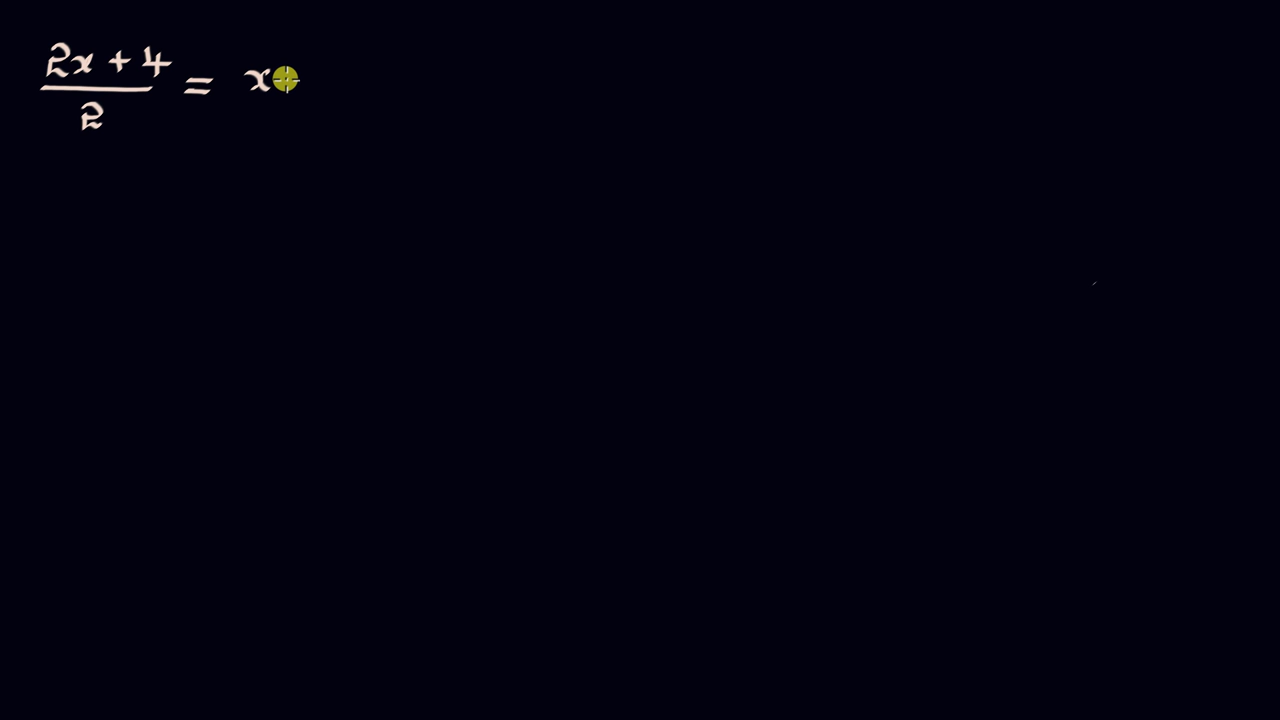 (2x + 4)/2 = x